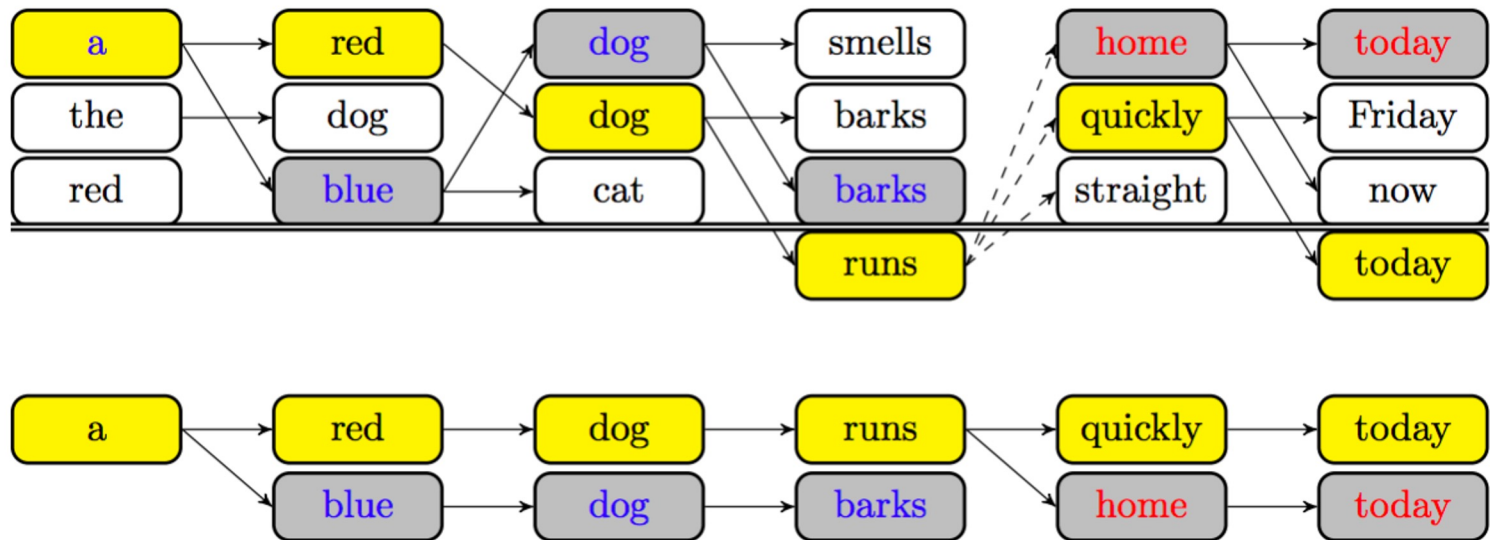 a red dog smells home today
the dog dog barks quickly Friday
red blue cat barks straight now
runs today
a red dog runs quickly today
blue dog barks home today